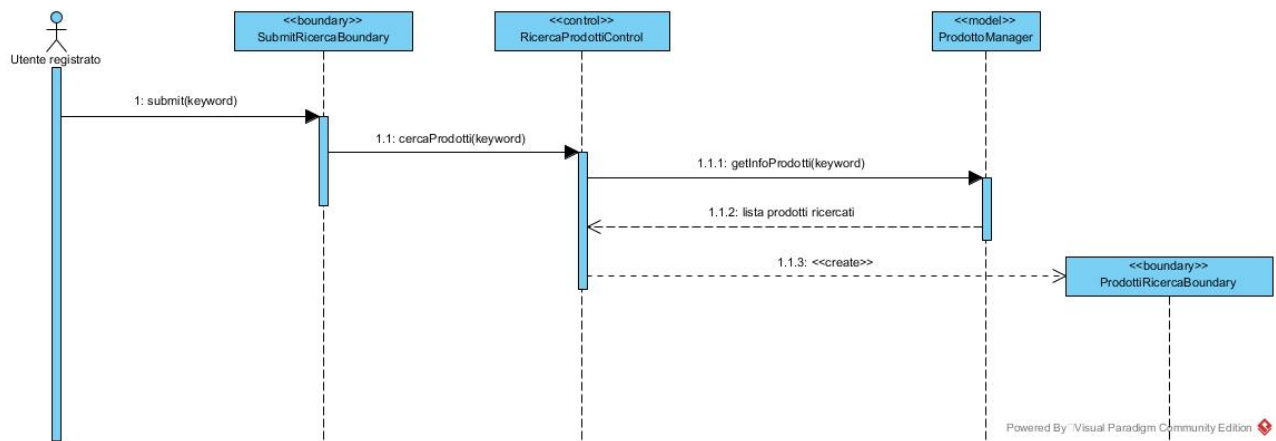 <<boundary>>
SubmitRicercaBoundary
<<control>>
RicercaProdottiControl
<<model>>
ProdottoManager
Utente registrato
1: submit(keyword)
1.1: cercaProdotti(keyword)
1.1.1: getInfoProdotti(keyword)
1.1.2: lista prodotti ricercati
1.1.3: <<create>>
<<boundary>>
ProdottiRicercaBoundary
Powered By Visual Paradigm Community Edition